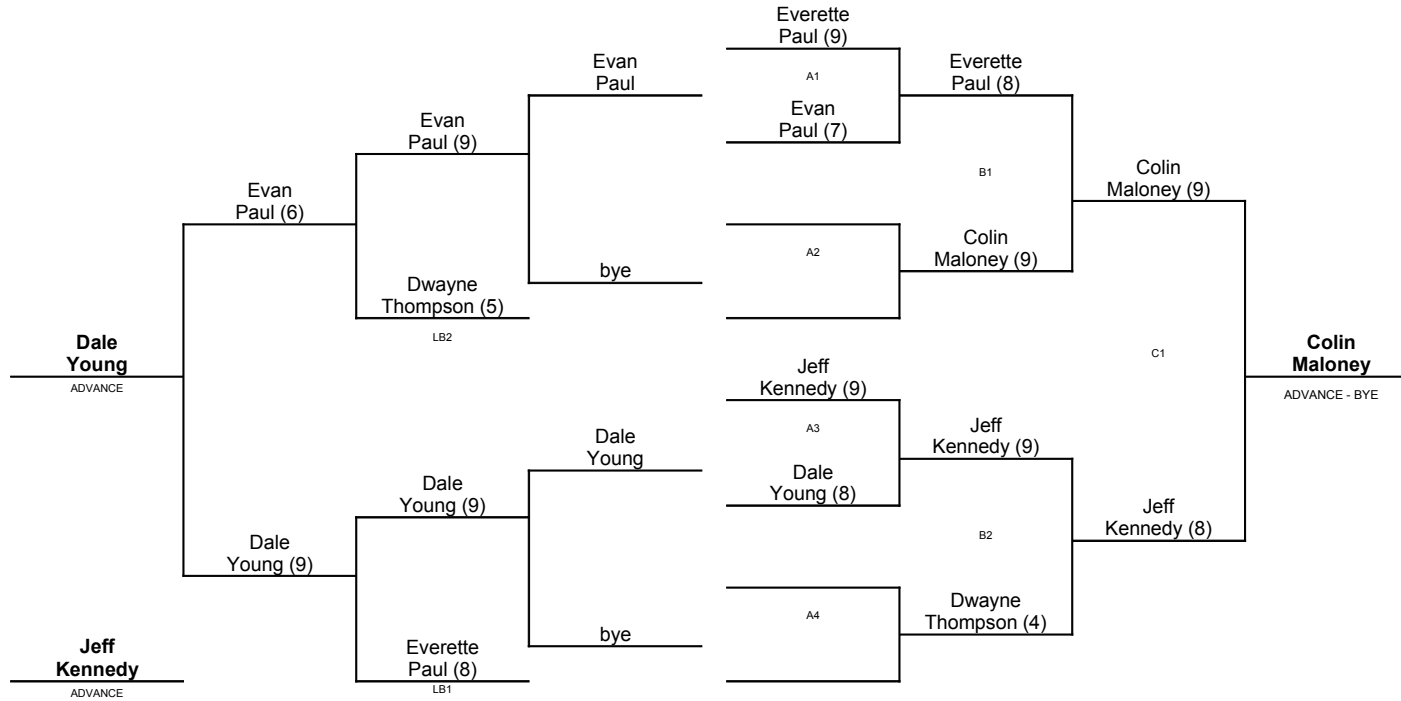 Everette
Paul (9)
Evan
Paul
A1
Everette
Paul (8)
Evan
Paul (9)
Evan
Paul (7)
B1
Colin
Maloney (9)
Evan
Paul (6)
A2
Colin
Maloney (9)
bye
Dwayne
Thompson (5)
LB2
Dale
Young
ADVANCE
C1
Colin
Maloney
ADVANCE - BYE
Jeff
Kennedy (9)
A3
Dale
Young
Jeff
Kennedy (9)
Dale
Young (9)
Dale
Young (8)
B2
Jeff
Kennedy (8)
Dale
Young (9)
A4
Dwayne
Thompson (4)
bye
Jeff
Kennedy
ADVANCE
Everette
Paul (8)
LB1